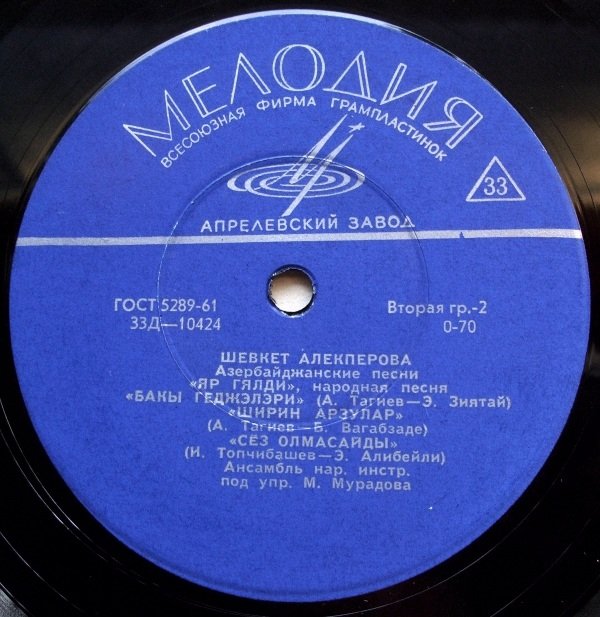 МЕЛОДИЯ
ВСЕСОЮЗНАЯ ФИРМА ГРАМПЛАСТИНОК
33
АПРЕЛЕВСКИЙ ЗАВОД
ГОСТ 5289-61
33Д—10424
Вторая гр.-2
0-70
ШЕВКЕТ АЛЕКПЕРОВА
Азербайджанские песни
«ЯР ГЯЛДИ», народная песня
«БАКЫ ГЕДЖЭЛЭРИ» (А. Тагиев—Э. Зиятай)
«ШИРИН АРЗУЛАР»
(А. Тагиев—Б. Вагабзаде)
«СЁЗ ОЛМАСАЙДЫ»
(И. Топчибашев—Э. Алибейли)
Ансамбль нар. инстр.
под упр. М. Мурадова